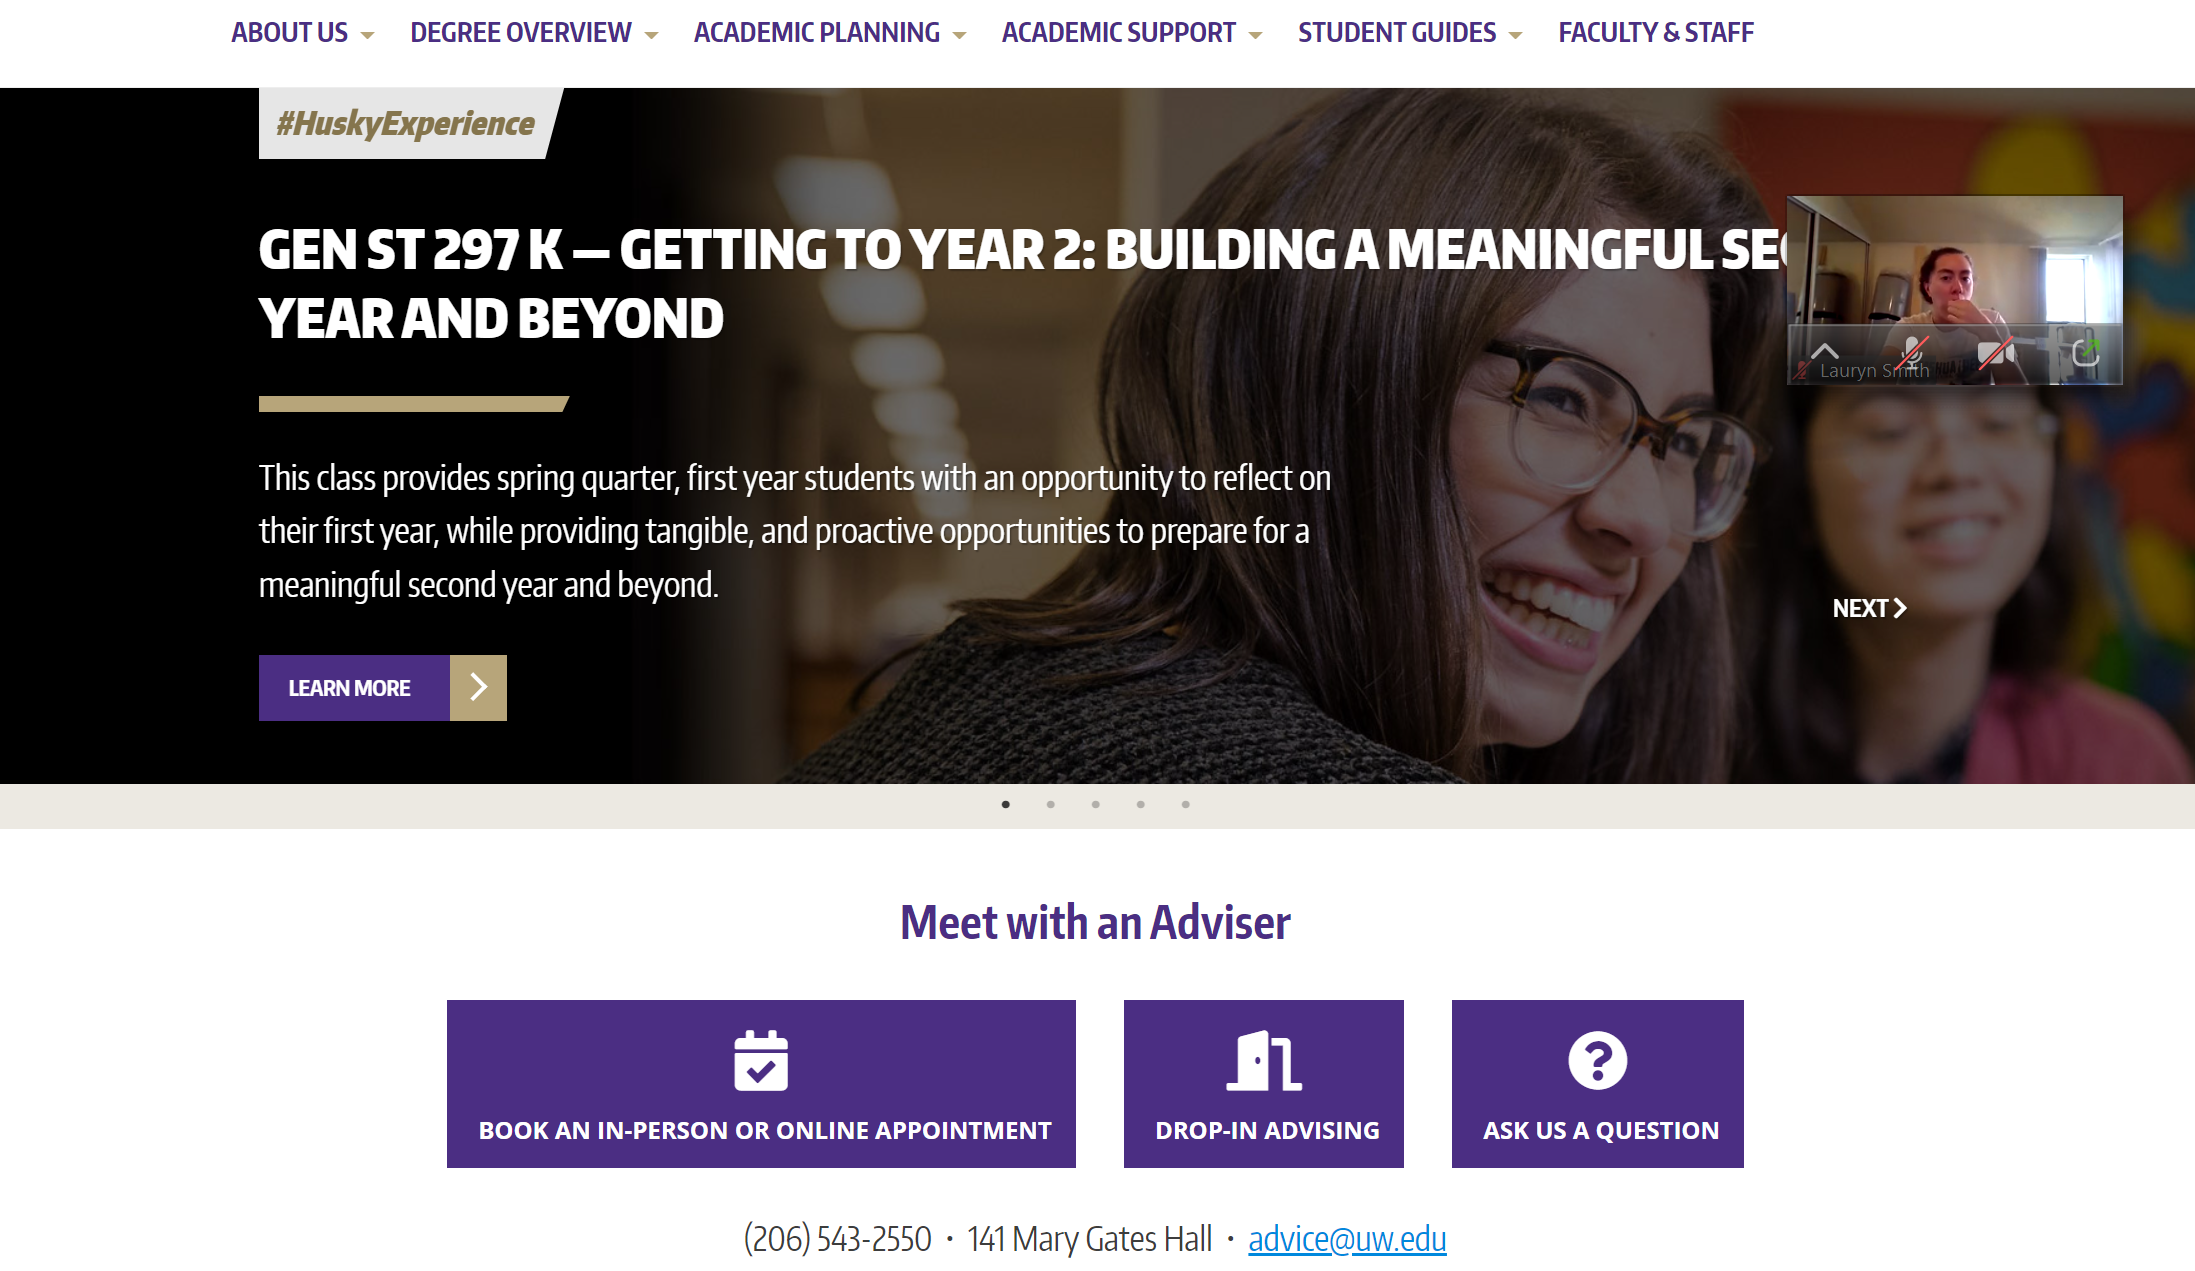 ABOUT US DEGREE OVERVIEW ACADEMIC PLANNING ACADEMIC SUPPORT STUDENT GUIDES FACULTY & STAFF
#HuskyExperience
GEN ST 297 K — GETTING TO YEAR 2: BUILDING A MEANINGFUL SEC
YEAR AND BEYOND
Lauryn Smith
This class provides spring quarter, first year students with an opportunity to reflect on
their first year, while providing tangible, and proactive opportunities to prepare for a
meaningful second year and beyond.
NEXT
LEARN MORE
Meet with an Adviser
BOOK AN IN-PERSON OR ONLINE APPOINTMENT
DROP-IN ADVISING
ASK US A QUESTION
(206) 543-2550 · 141 Mary Gates Hall · advice@uw.edu